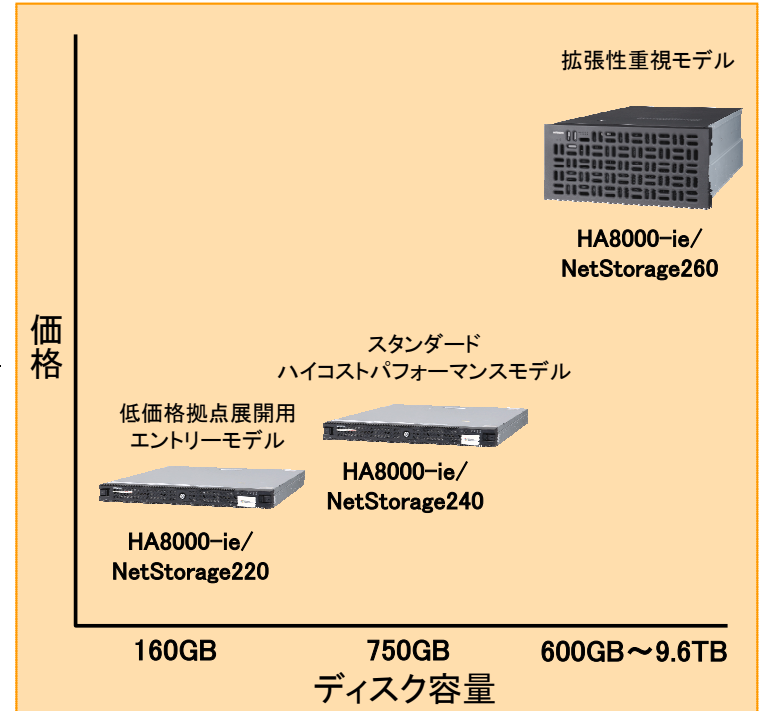 拡張性重視モデル
HA8000-ie/
NetStorage260
価格
スタンダード
ハイコストパフォーマンスモデル
HA8000-ie/
NetStorage240
低価格拠点展開用
エントリーモデル
HA8000-ie/
NetStorage220
160GB
750GB
600GB～9.6TB
ディスク容量